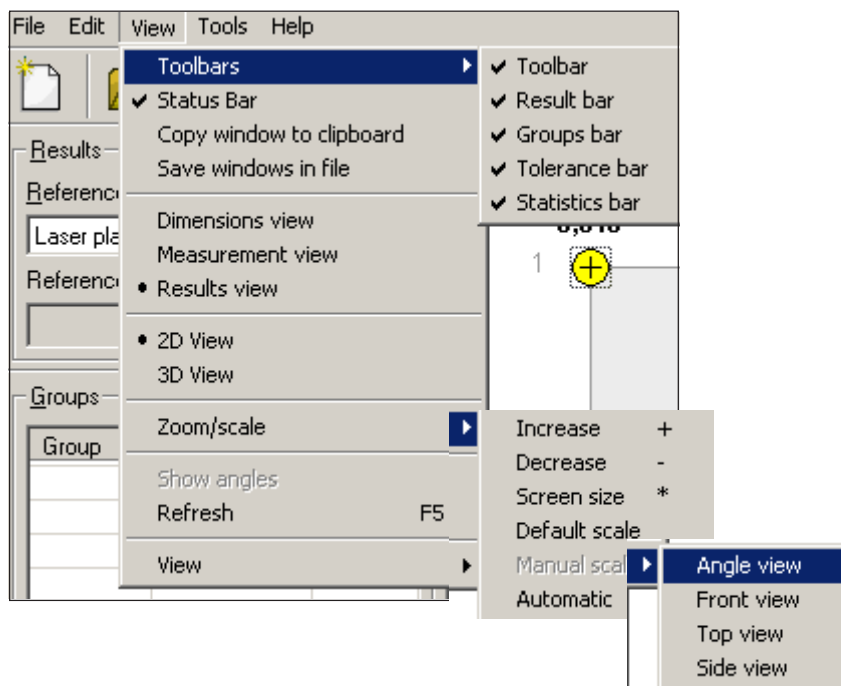 File Edit View Tools Help
Toolbars
Status Bar
Copy window to clipboard
Save windows in file
Dimensions view
Measurement view
Results view
2D View
3D View
Zoom/scale
Show angles
Refresh F5
View
Toolbar
Result bar
Groups bar
Tolerance bar
Statistics bar
Increase +
Decrease -
Screen size *
Default scale
Manual scal
Automatic
Angle view
Front view
Top view
Side view
Results
Referenc
Laser pla
Referenc
Groups
Group
1